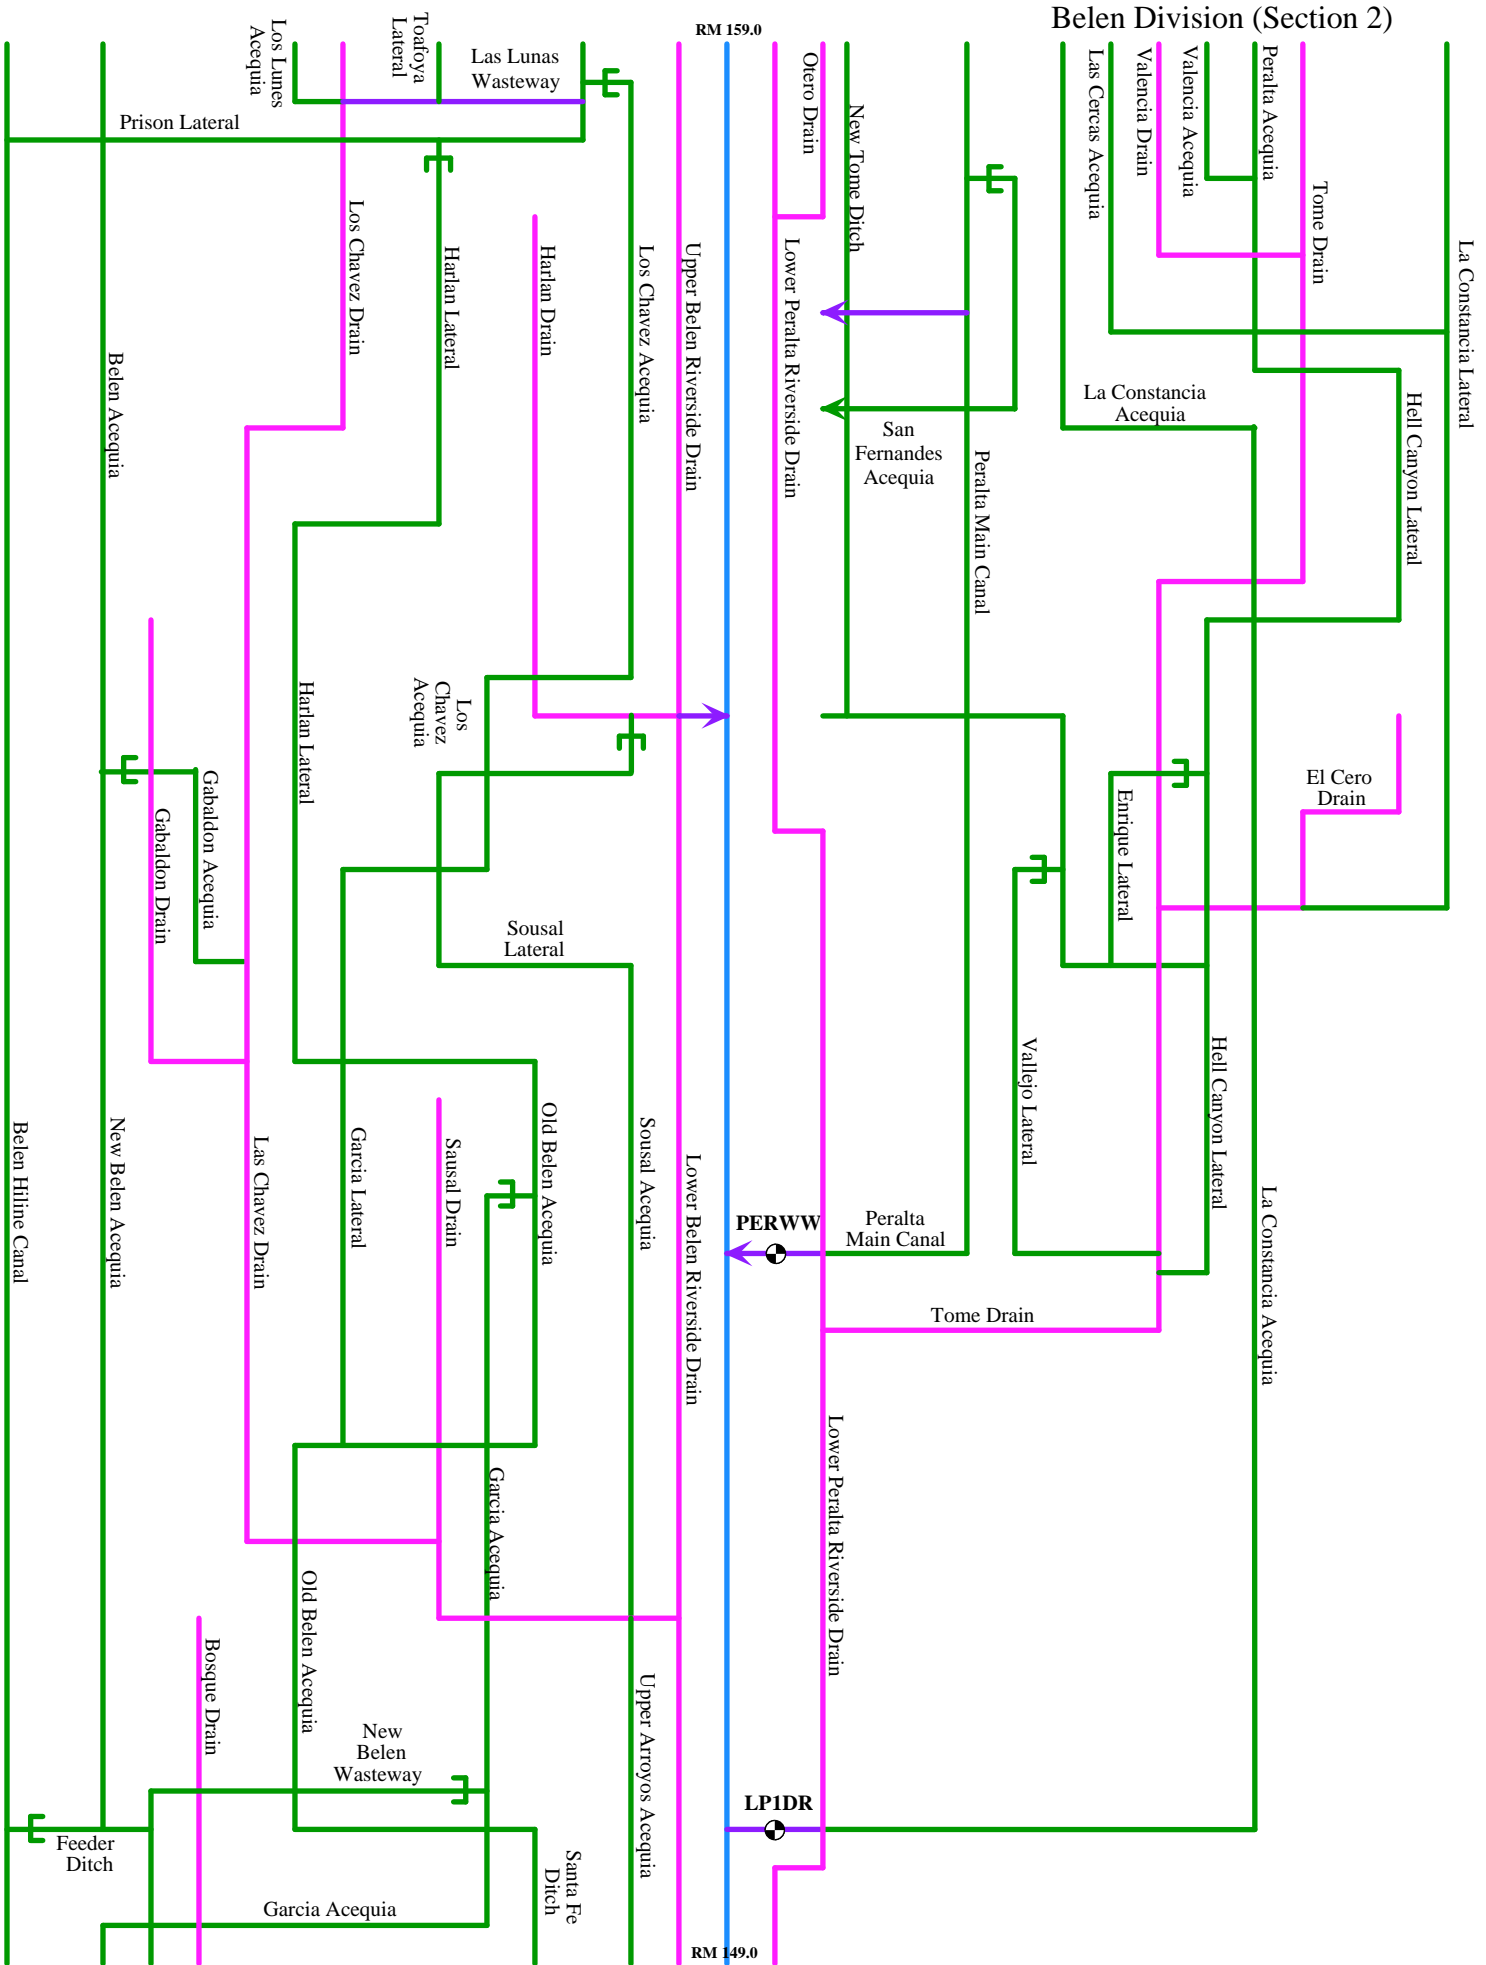 Belen Division (Section 2)
RM 159.0
Los Lunes
Acequia
Toafoya
Lateral
Las Lunas
Wasteway
Prison Lateral
Otero Drain
New Tome Ditch
Las Cercas Acequia
Valencia Drain
Valencia Acequia
Peralta Acequia
Tome Drain
La Constancia Lateral
Los Chavez Drain
Harlan Lateral
Harlan Drain
Los Chavez Acequia
Upper Belen Riverside Drain
Lower Peralta Riverside Drain
Belen Acequia
La Constancia
Acequia
Hell Canyon Lateral
San
Fernandes
Acequia
Peralta Main Canal
Harlan Lateral
Los
Chavez
Acequia
Gabaldon Acequia
Gabaldon Drain
El Cero
Drain
Enrique Lateral
Sousal
Lateral
Vallejo Lateral
Hell Canyon Lateral
Belen Hiline Canal
New Belen Acequia
Las Chavez Drain
Garcia Lateral
Sausal Drain
Old Belen Acequia
Sousal Acequia
Lower Belen Riverside Drain
PERWW
Peralta
Main Canal
La Constancia Acequia
Tome Drain
Lower Peralta Riverside Drain
Garcia Acequia
Old Belen Acequia
Bosque Drain
New
Belen
Wasteway
Upper Arroyos Acequia
LP1DR
Feeder
Ditch
Santa Fe
Ditch
Garcia Acequia
RM 149.0